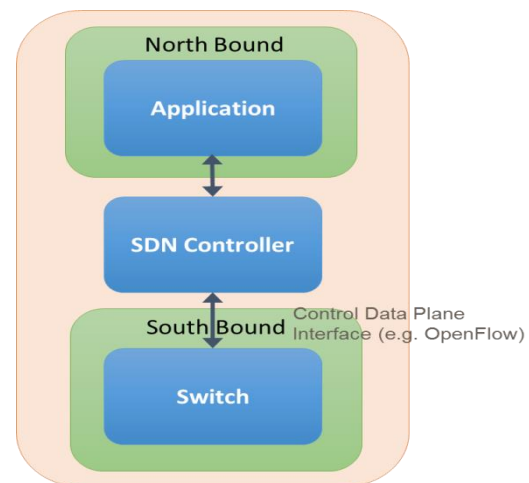 North Bound
Application
SDN Controller
Control Data Plane
Interface (e.g. OpenFlow)
South Bound
Switch